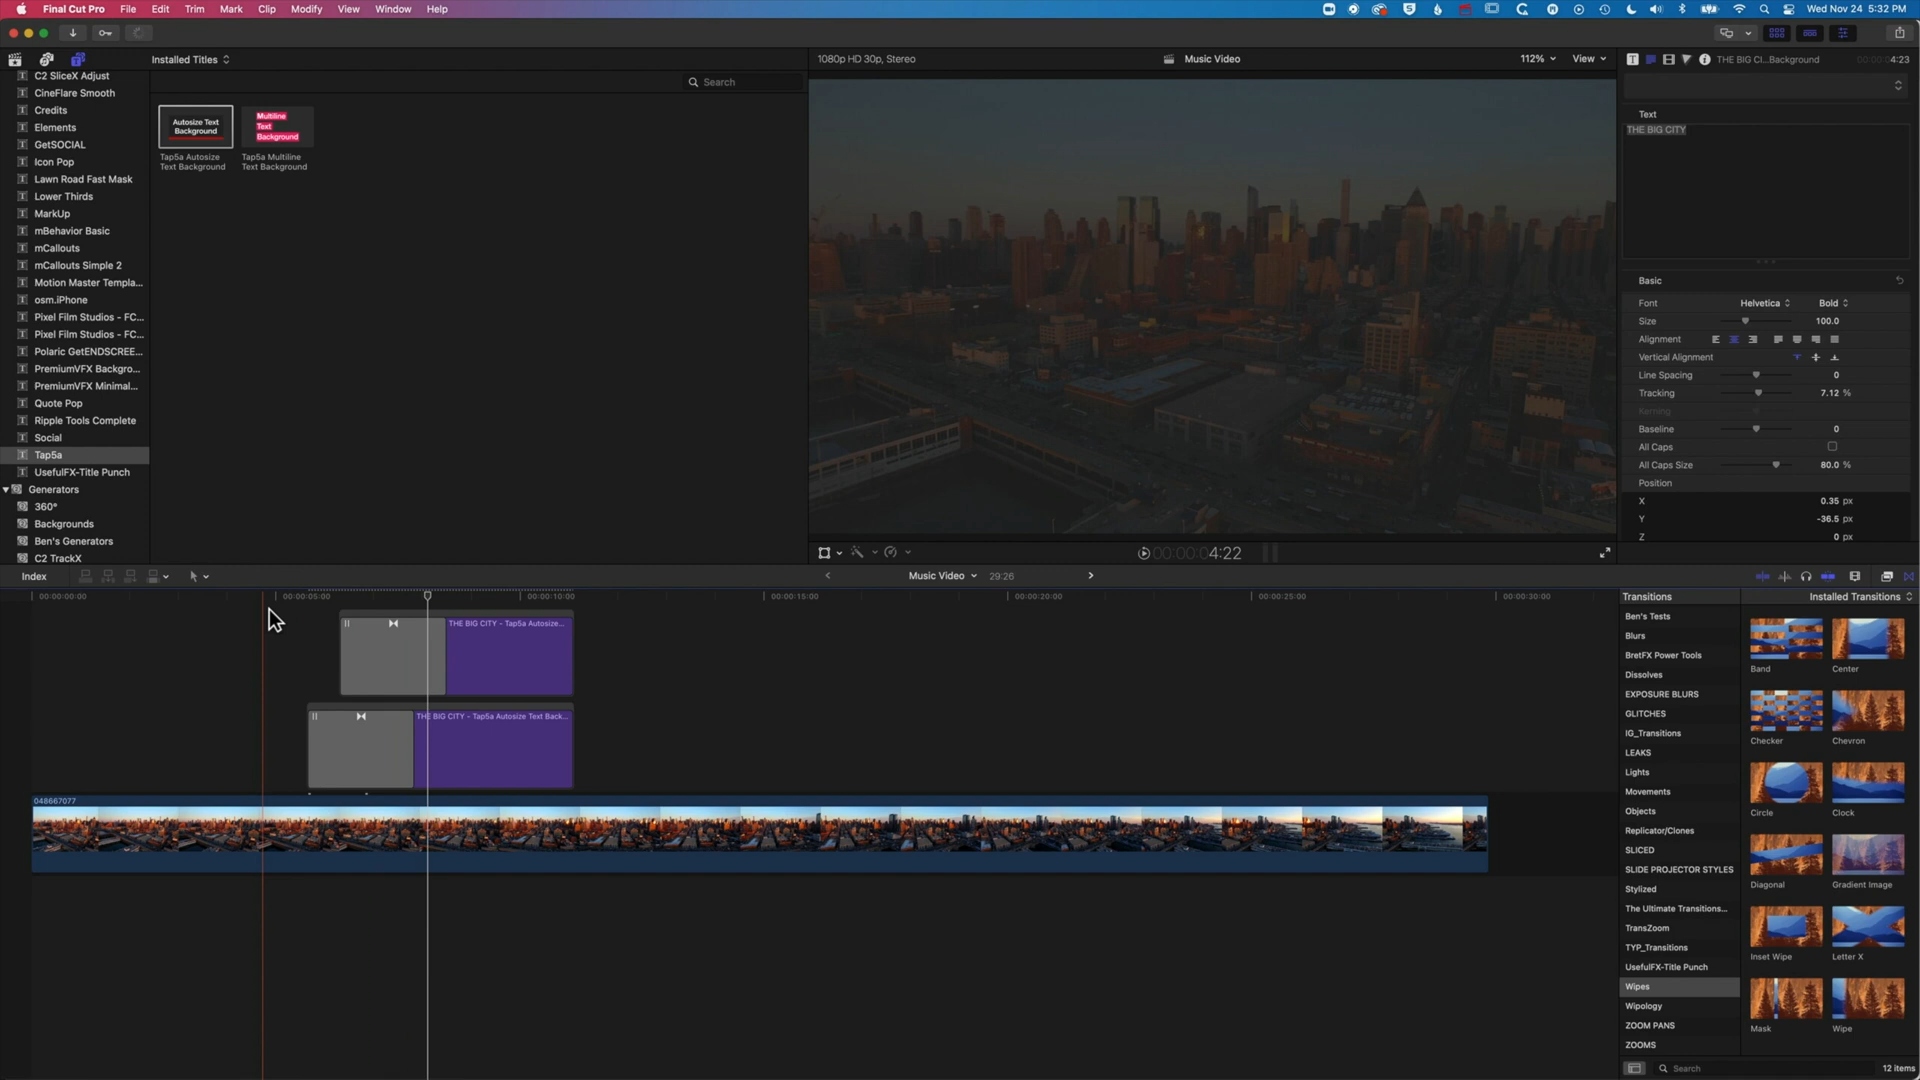 Final Cut Pro File Edit Trim Mark Clip Modify View Window Help Wed Nov 24 5:32 PM
Installed Titles
Search
C2 SliceX Adjust
CineFlare Smooth
Credits
Elements
GetSOCIAL
Icon Pop
Lawn Road Fast Mask
Lower Thirds
MarkUp
mBehavior Basic
mCallouts
mCallouts Simple 2
Motion Master Templa...
osm.iPhone
Pixel Film Studios - FC...
Pixel Film Studios - FC...
Polaric GetENDSCREE...
PremiumVFX Backgro...
PremiumVFX Minimal...
Quote Pop
Ripple Tools Complete
Social
Tap5a
UsefulFX-Title Punch
Generators
360°
Backgrounds
Ben's Generators
C2 TrackX
Autosize Text
Background
Tap5a Autosize
Text Background
Multiline
Text
Background
Tap5a Multiline
Text Background
1080p HD 30p, Stereo
Music Video
112%
View
00:00:04:22
THE BIG CI...Background
00:00:04:23
Text
THE BIG CITY
Basic
Font Helvetica Bold
Size 100.0
Alignment
Vertical Alignment
Line Spacing 0
Tracking 7.12 %
Kerning
Baseline 0
All Caps
All Caps Size 80.0 %
Position
X 0.35 px
Y -36.5 px
Z 0 px
Index
Music Video
29:26
00:00:00:00 00:00:05:00 00:00:10:00 00:00:15:00 00:00:20:00 00:00:25:00 00:00:30:00
THE BIG CITY - Tap5a Autosize...
THE BIG CITY - Tap5a Autosize Text Back...
048667077
Transitions
Installed Transitions
Ben's Tests
Blurs
BretFX Power Tools
Dissolves
EXPOSURE BLURS
GLITCHES
IG_Transitions
LEAKS
Lights
Movements
Objects
Replicator/Clones
SLICED
SLIDE PROJECTOR STYLES
Stylized
The Ultimate Transitions...
TransZoom
TYP_Transitions
UsefulFX-Title Punch
Wipes
Wipology
ZOOM PANS
ZOOMS
Band
Center
Checker
Chevron
Circle
Clock
Diagonal
Gradient Image
Inset Wipe
Letter X
Mask
Wipe
Search
12 items